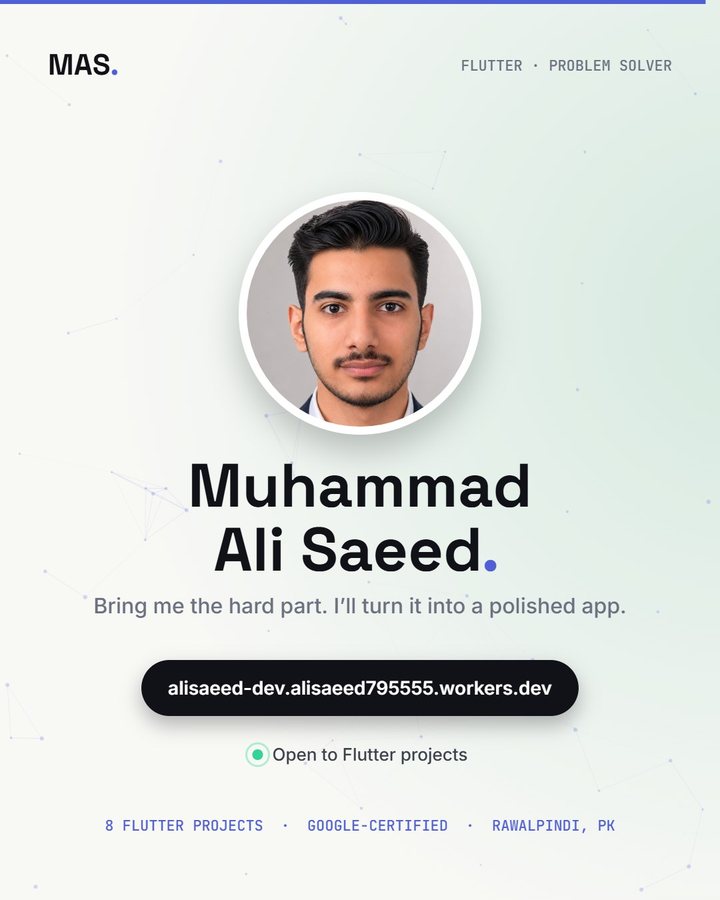 MAS.
FLUTTER · PROBLEM SOLVER
Muhammad
Ali Saeed.
Bring me the hard part. I’ll turn it into a polished app.
alisaeed-dev.alisaeed795555.workers.dev
Open to Flutter projects
8 FLUTTER PROJECTS · GOOGLE-CERTIFIED · RAWALPINDI, PK